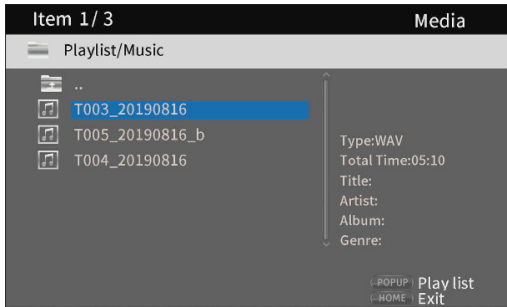 Item 1/3 Media
Playlist/Music
..
T003_20190816
T005_20190816_b
T004_20190816
Type:WAV
Total Time:05:10
Title:
Artist:
Album:
Genre:
POPUP Play list
HOME Exit